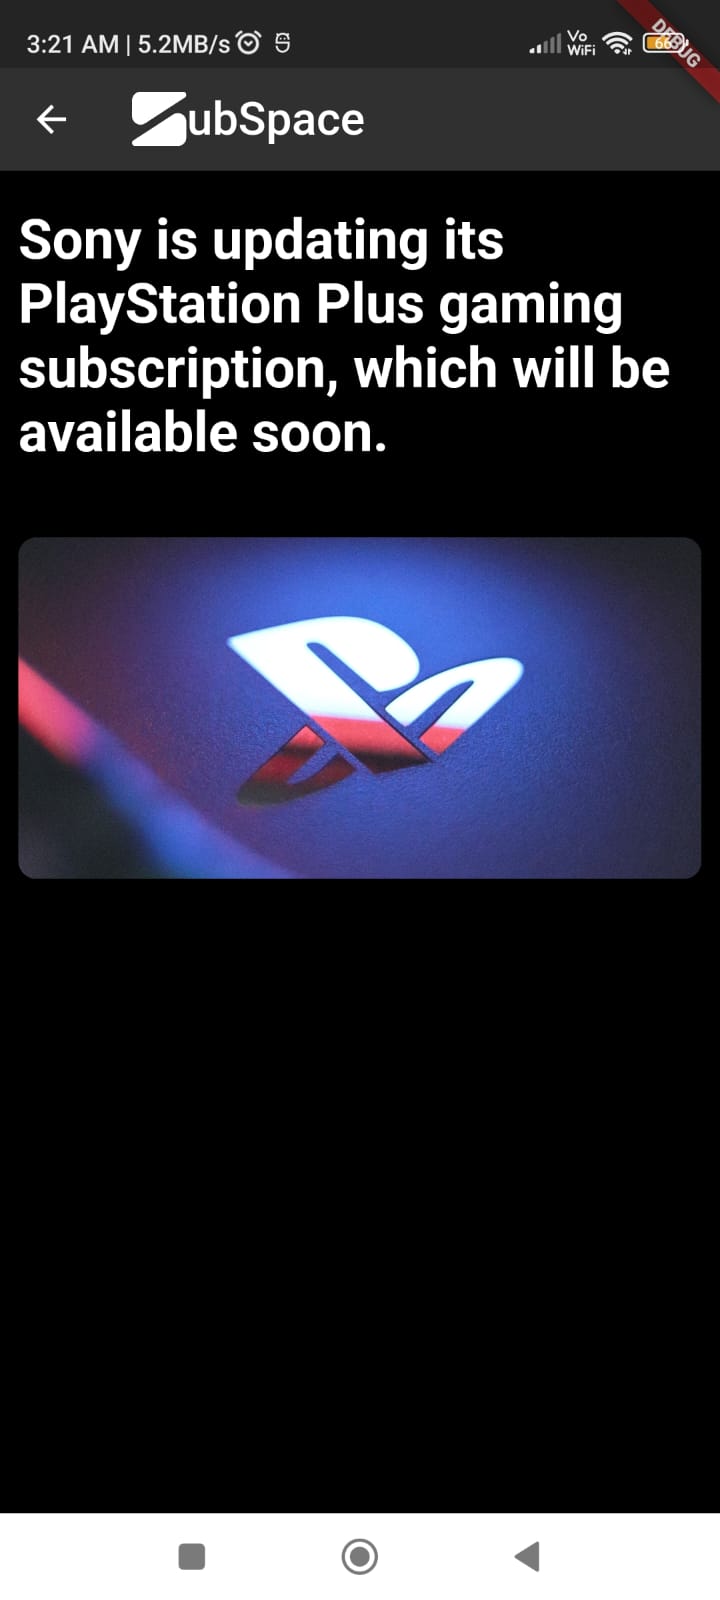 3:21 AM | 5.2MB/s
Vo
WiFi
66
DEBUG
ubSpace
Sony is updating its
PlayStation Plus gaming
subscription, which will be
available soon.